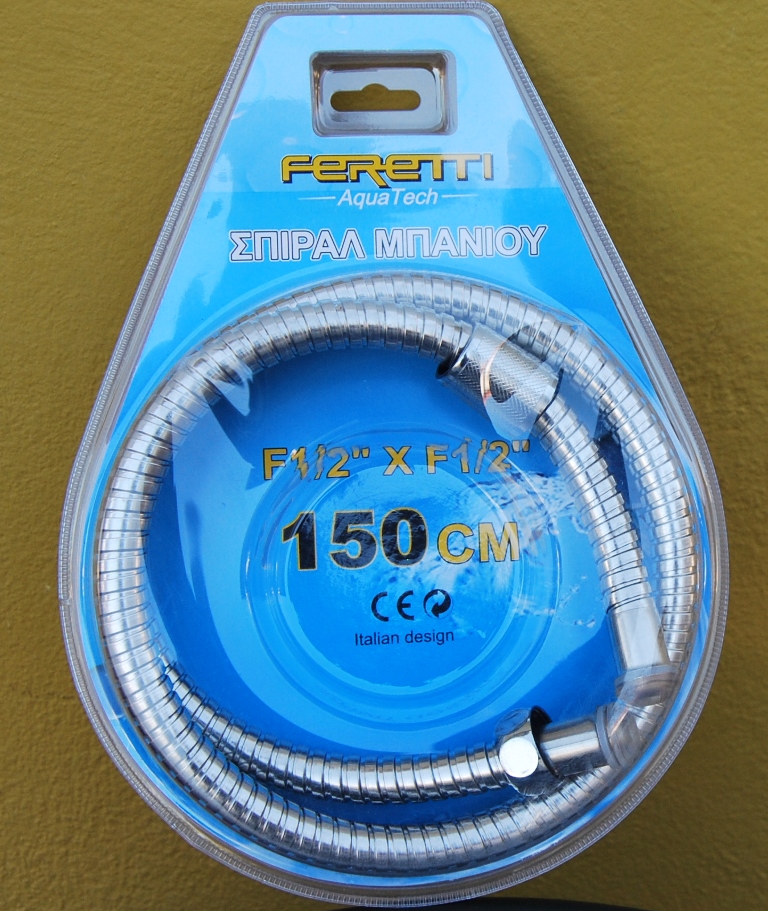 FERETTI
AquaTech
ΣΠΙΡΑΛ ΜΠΑΝΙΟΥ
F1/2" X F1/2"
150 CM
CE
Italian design